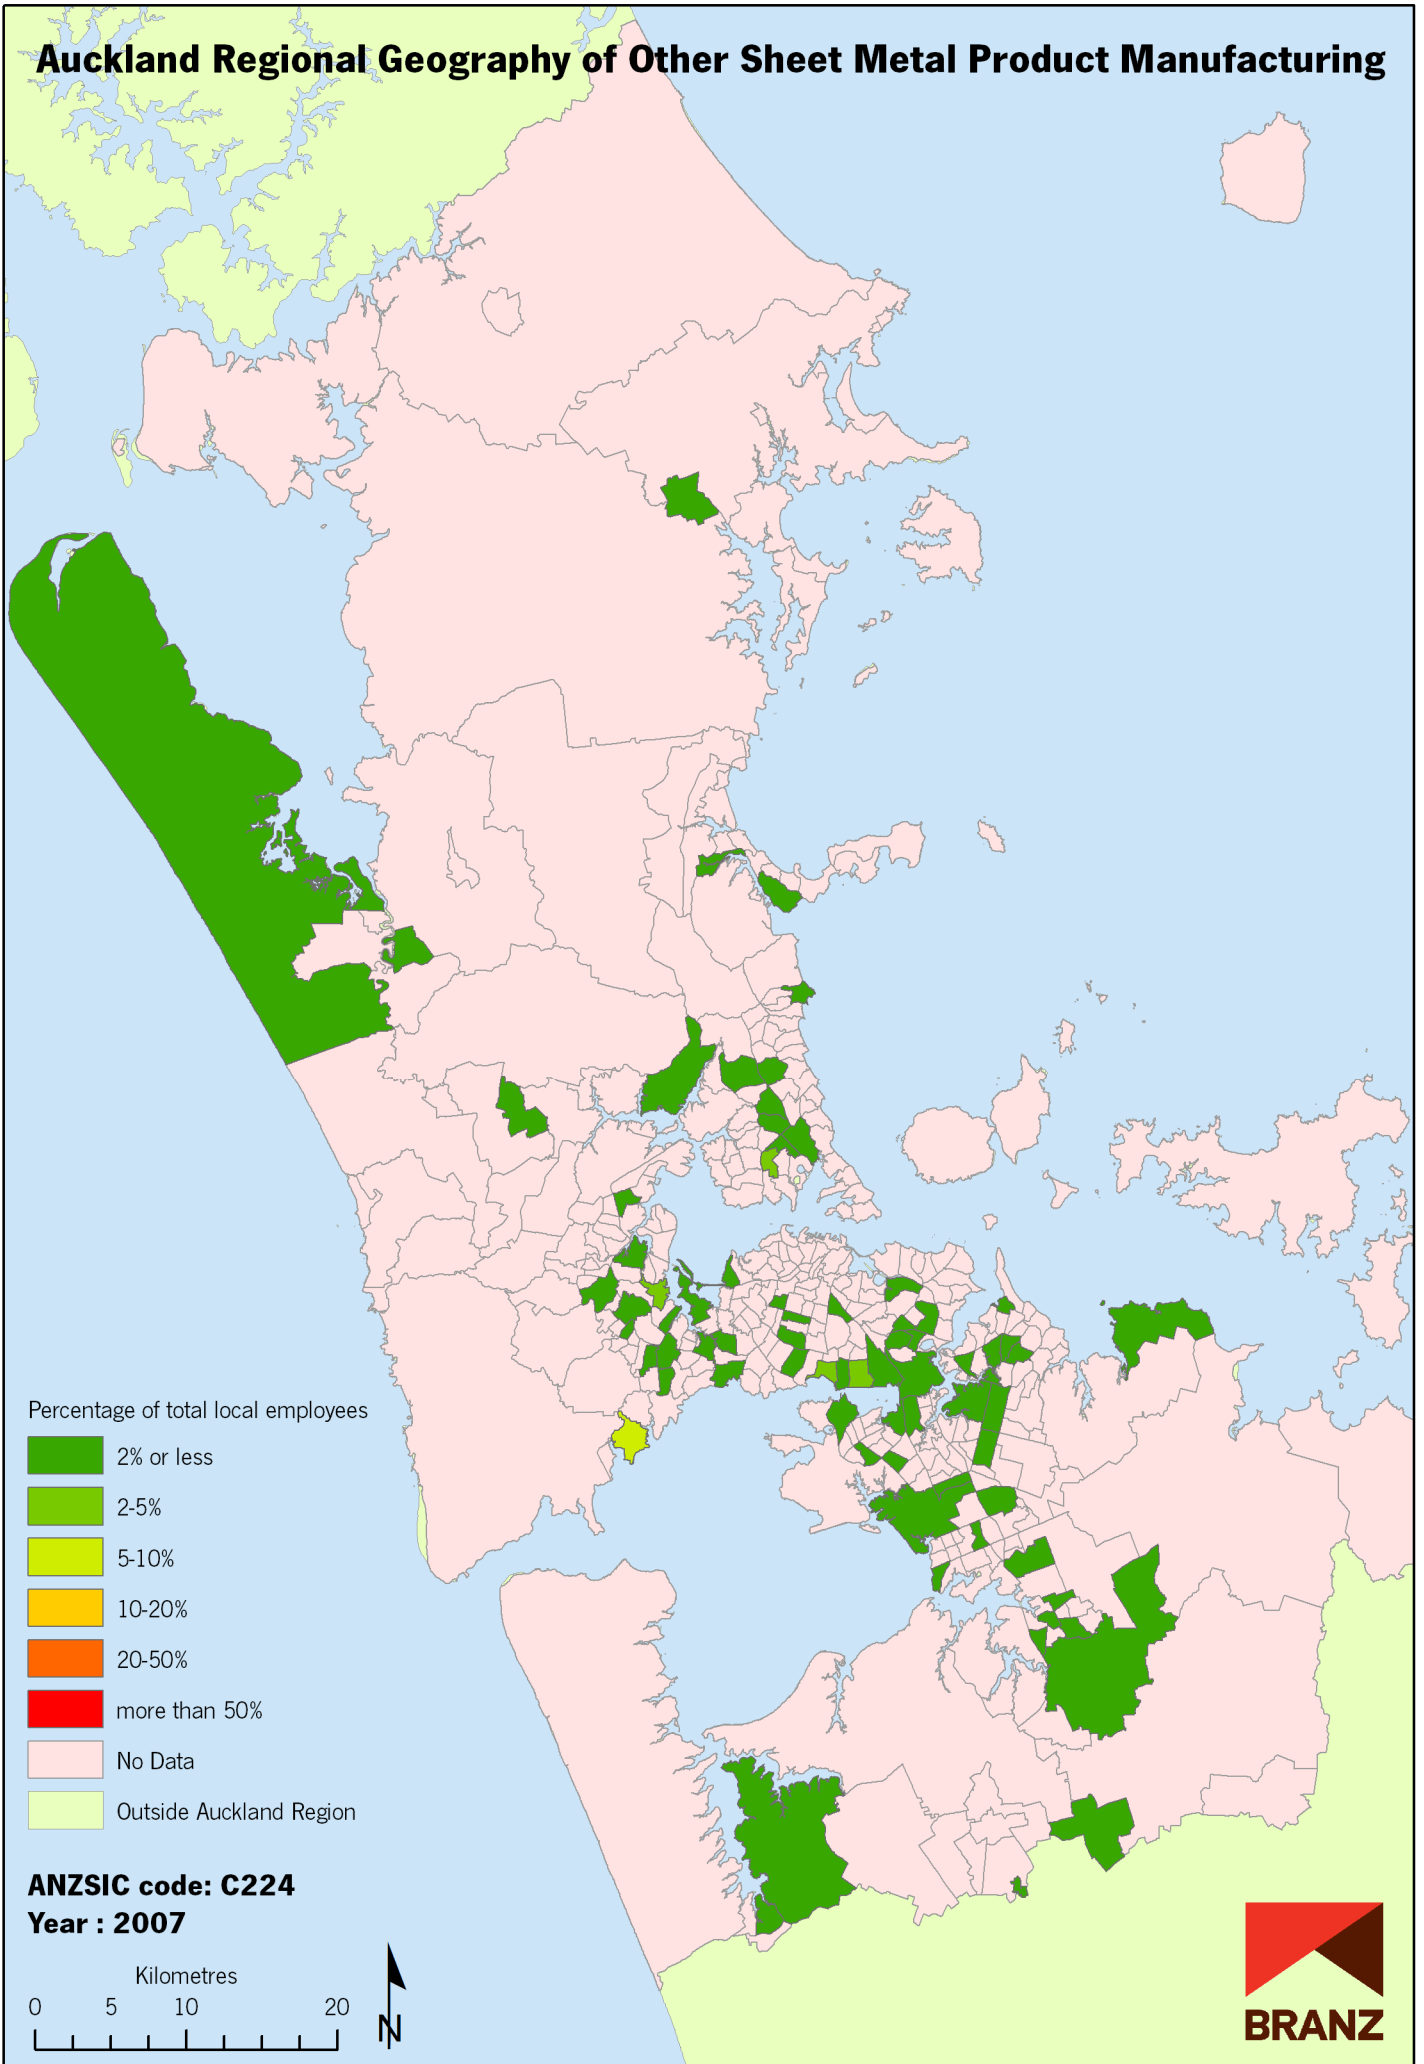 Auckland Regional Geography of Other Sheet Metal Product Manufacturing
Percentage of total local employees
2% or less
2-5%
5-10%
10-20%
20-50%
more than 50%
No Data
Outside Auckland Region
ANZSIC code: C224
Year : 2007
Kilometres
0 5 10 20
N
BRANZ